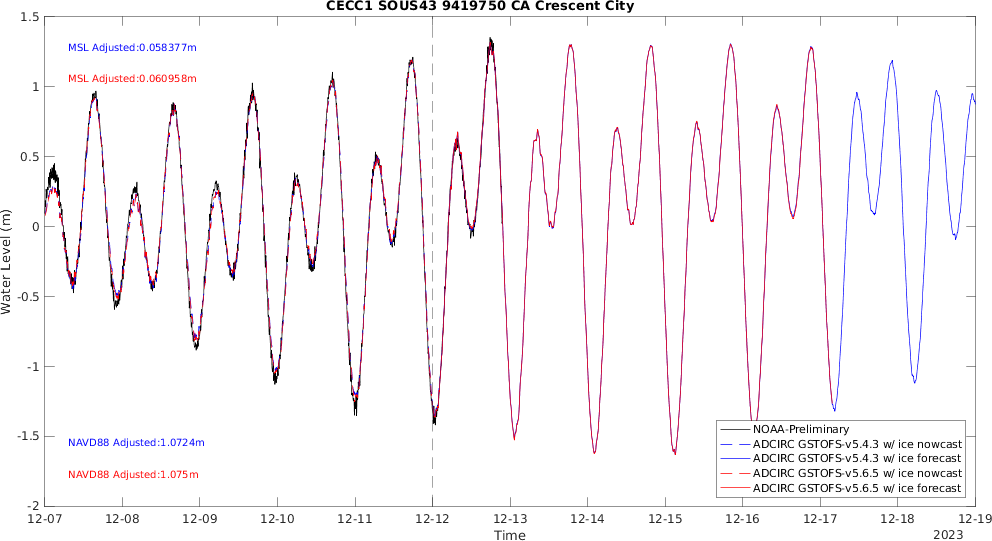 CECC1 SOUS43 9419750 CA Crescent City
MSL Adjusted:0.058377m
MSL Adjusted:0.060958m
NAVD88 Adjusted:1.0724m
NAVD88 Adjusted:1.075m
Water Level (m)
1.5
1
0.5
0
-0.5
-1
-1.5
-2
NOAA-Preliminary
ADCIRC GSTOFS-v5.4.3 w/ ice nowcast
ADCIRC GSTOFS-v5.4.3 w/ ice forecast
ADCIRC GSTOFS-v5.6.5 w/ ice nowcast
ADCIRC GSTOFS-v5.6.5 w/ ice forecast
12-07 12-08 12-09 12-10 12-11 12-12 12-13 12-14 12-15 12-16 12-17 12-18 12-19
Time
2023